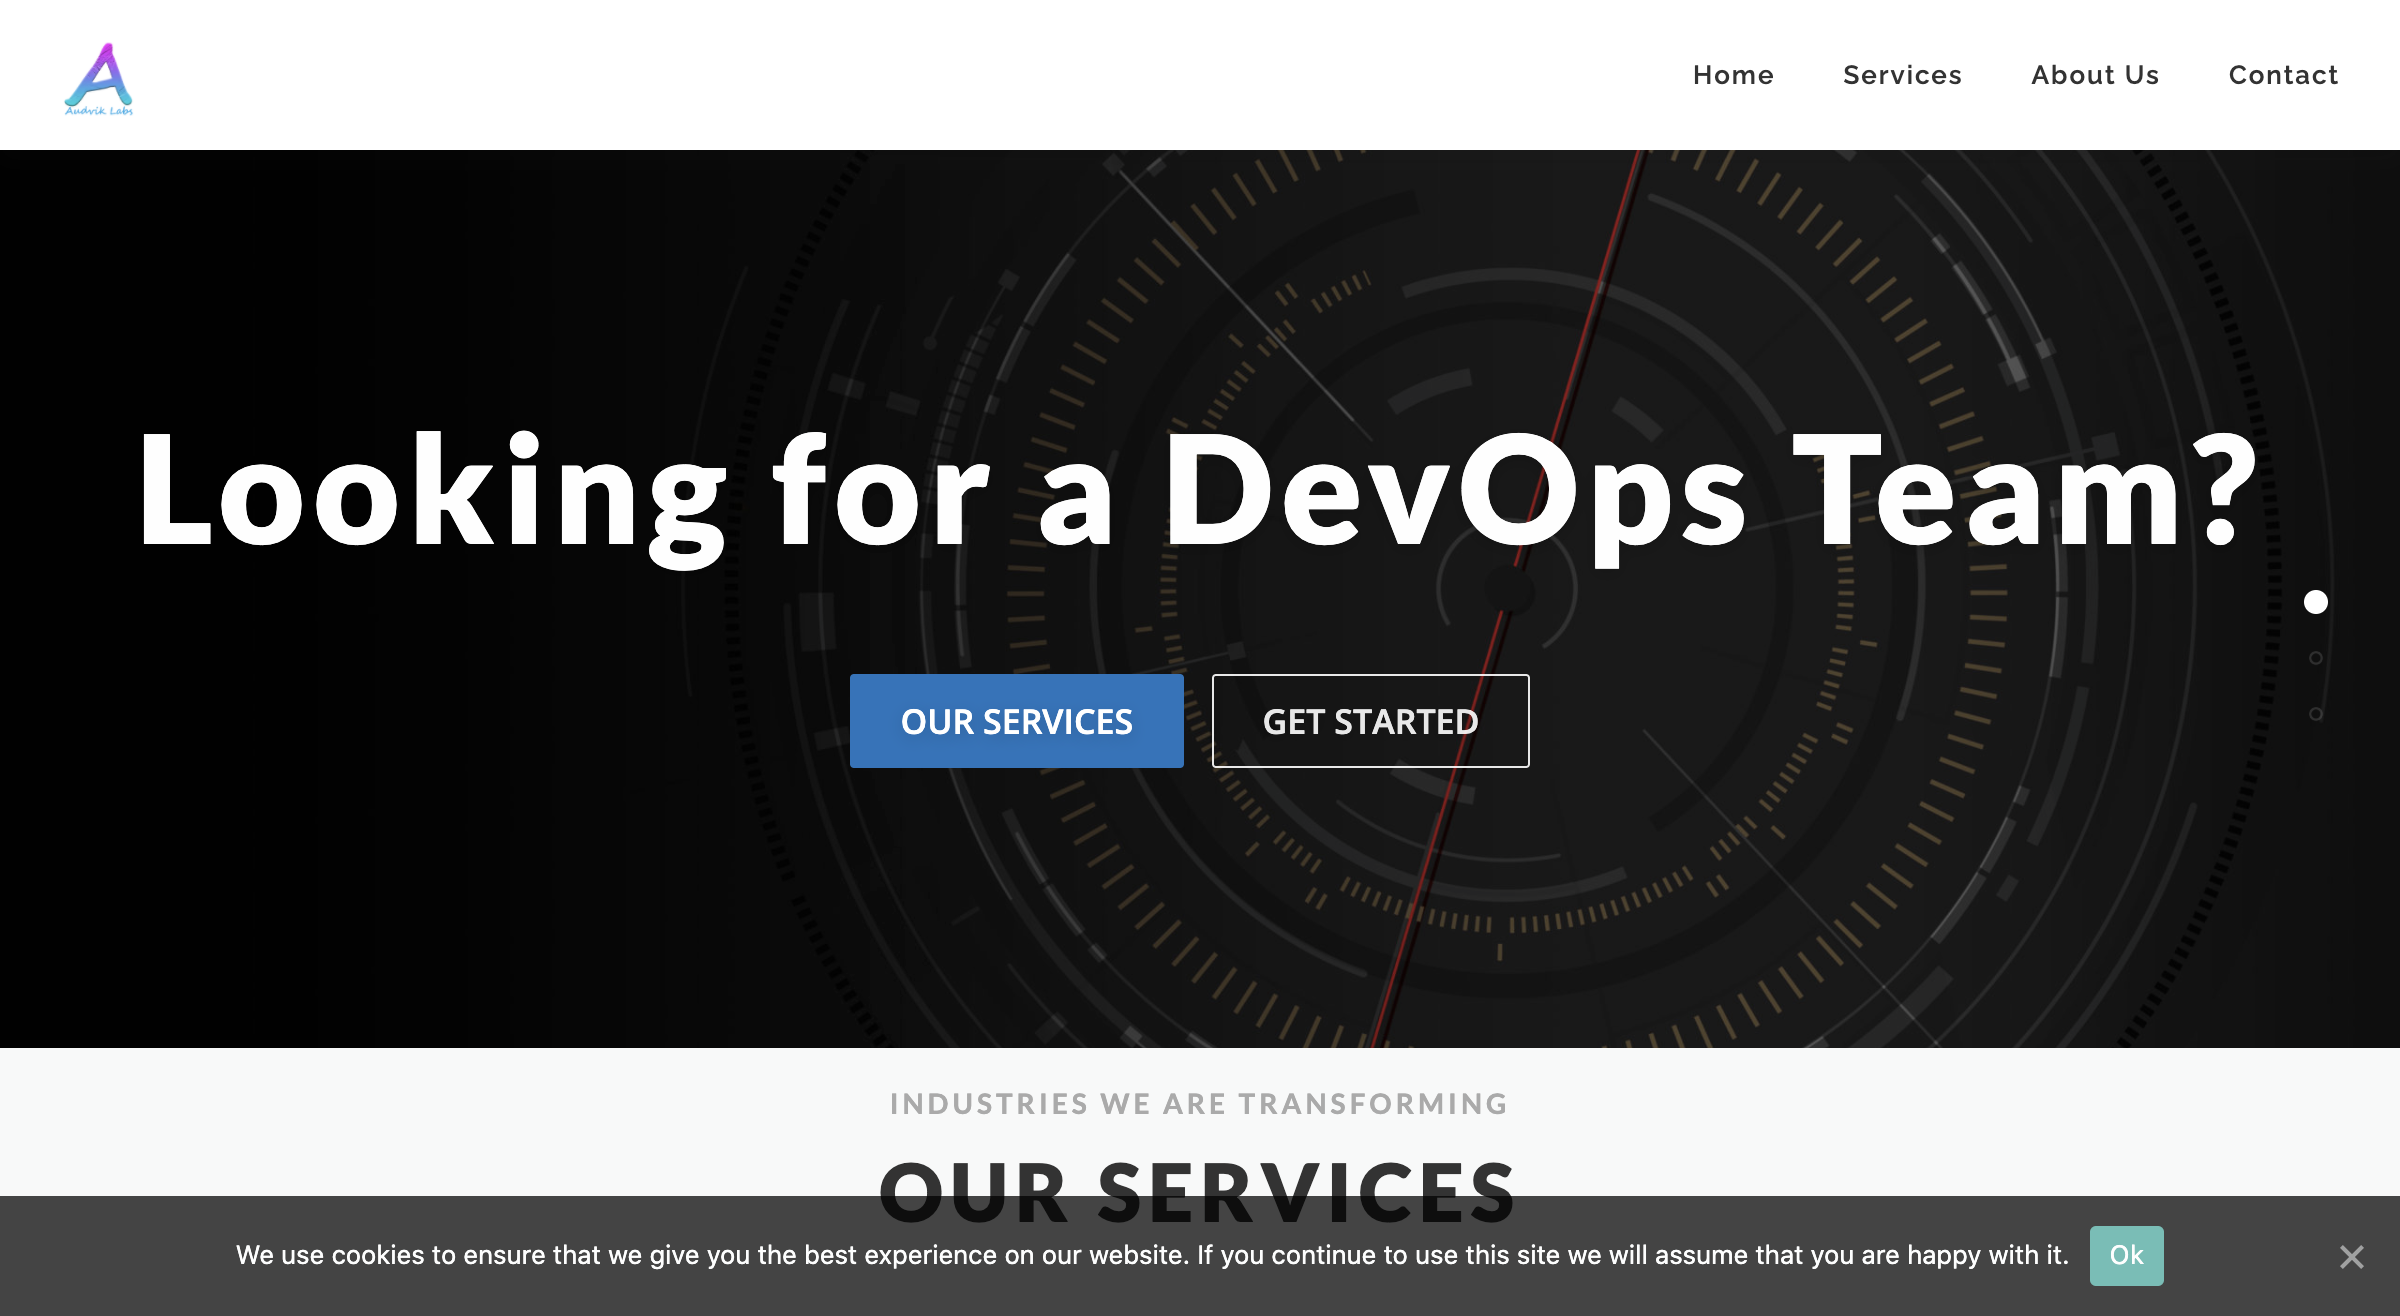 Audvik Labs
Home Services About Us Contact
Looking for a DevOps Team?
OUR SERVICES GET STARTED
INDUSTRIES WE ARE TRANSFORMING
OUR SERVICES
We use cookies to ensure that we give you the best experience on our website. If you continue to use this site we will assume that you are happy with it. Ok